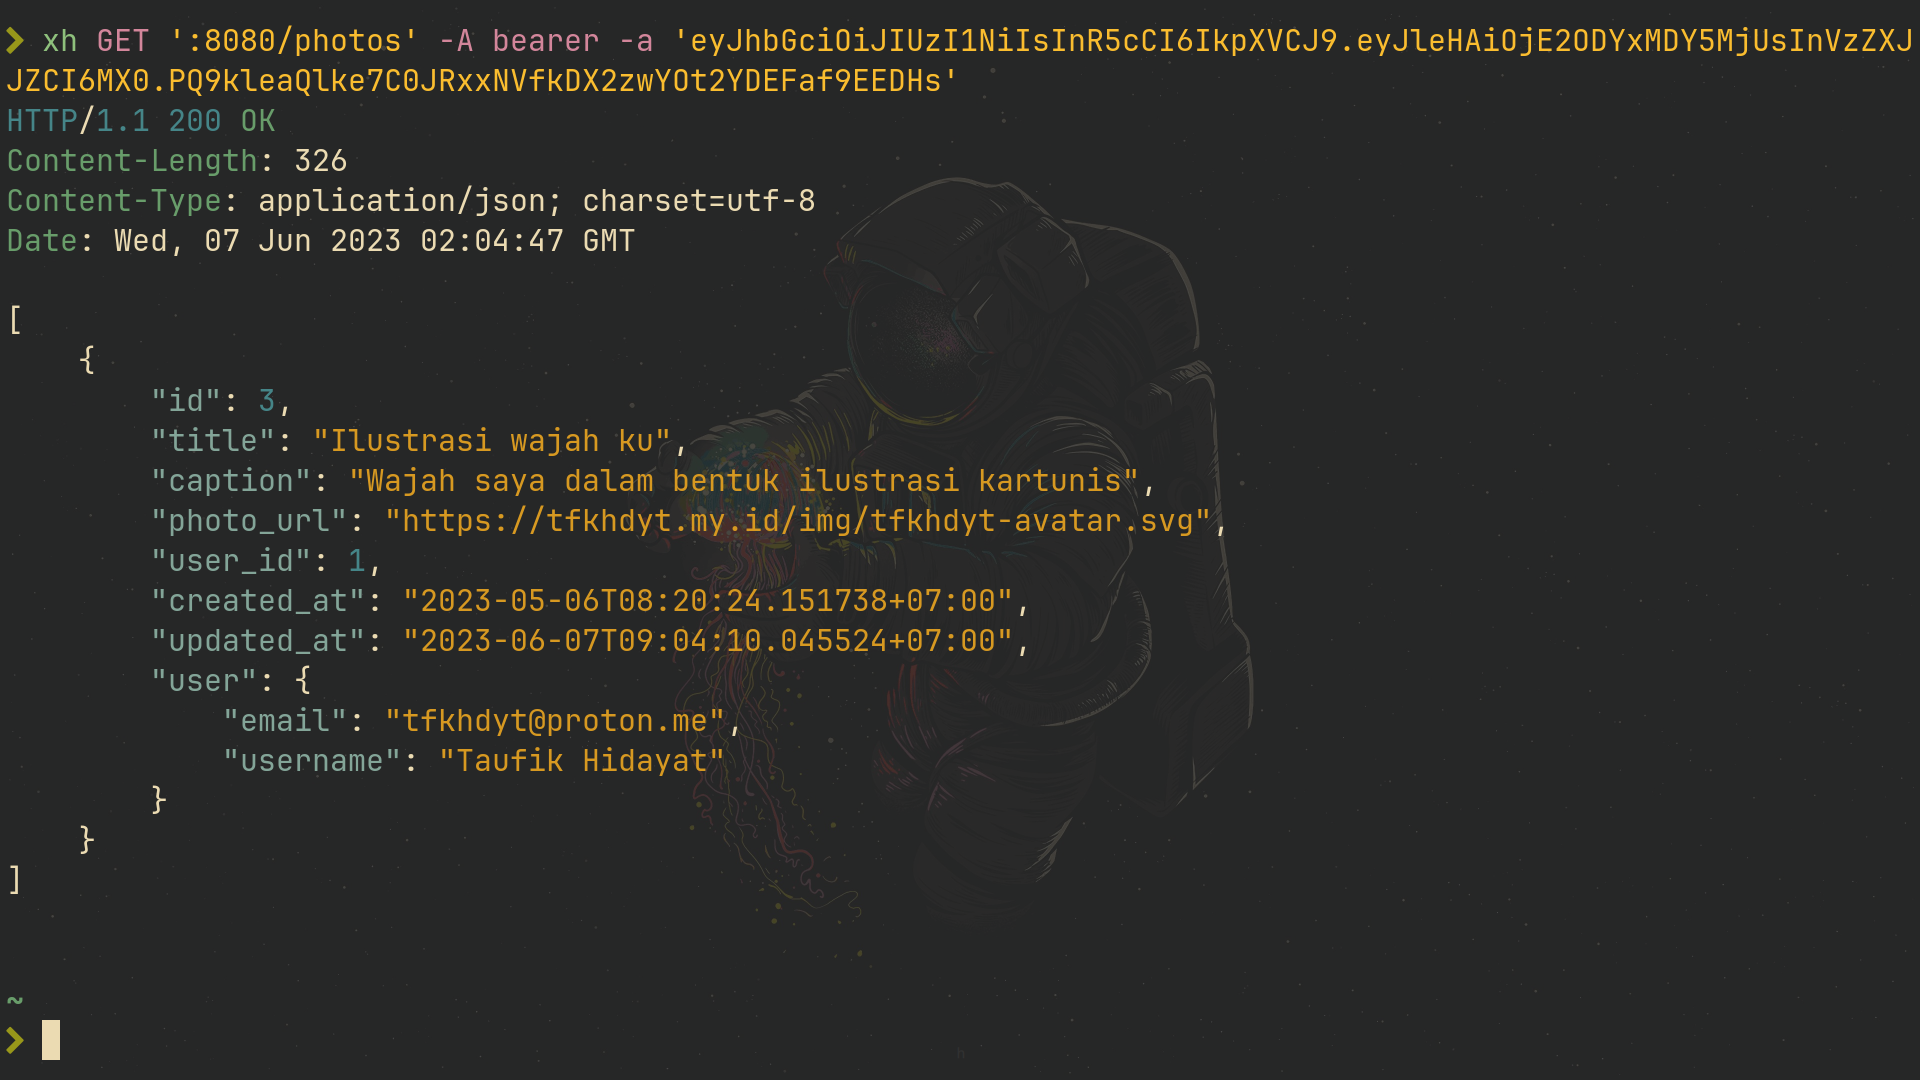 ❯ xh GET ':8080/photos' -A bearer -a 'eyJhbGciOiJIUzI1NiIsInR5cCI6IkpXVCJ9.eyJleHAiOjE2ODYxMDY5MjUsInVzZXJ
JZCI6MX0.PQ9kleaQlke7C0JRxxNVfkDX2zwYOt2YDEFaf9EEDHs'
HTTP/1.1 200 OK
Content-Length: 326
Content-Type: application/json; charset=utf-8
Date: Wed, 07 Jun 2023 02:04:47 GMT
[
{
"id": 3,
"title": "Ilustrasi wajah ku",
"caption": "Wajah saya dalam bentuk ilustrasi kartunis",
"photo_url": "https://tfkhdyt.my.id/img/tfkhdyt-avatar.svg",
"user_id": 1,
"created_at": "2023-05-06T08:20:24.151738+07:00",
"updated_at": "2023-06-07T09:04:10.045524+07:00",
"user": {
"email": "tfkhdyt@proton.me",
"username": "Taufik Hidayat"
}
}
]
~
❯